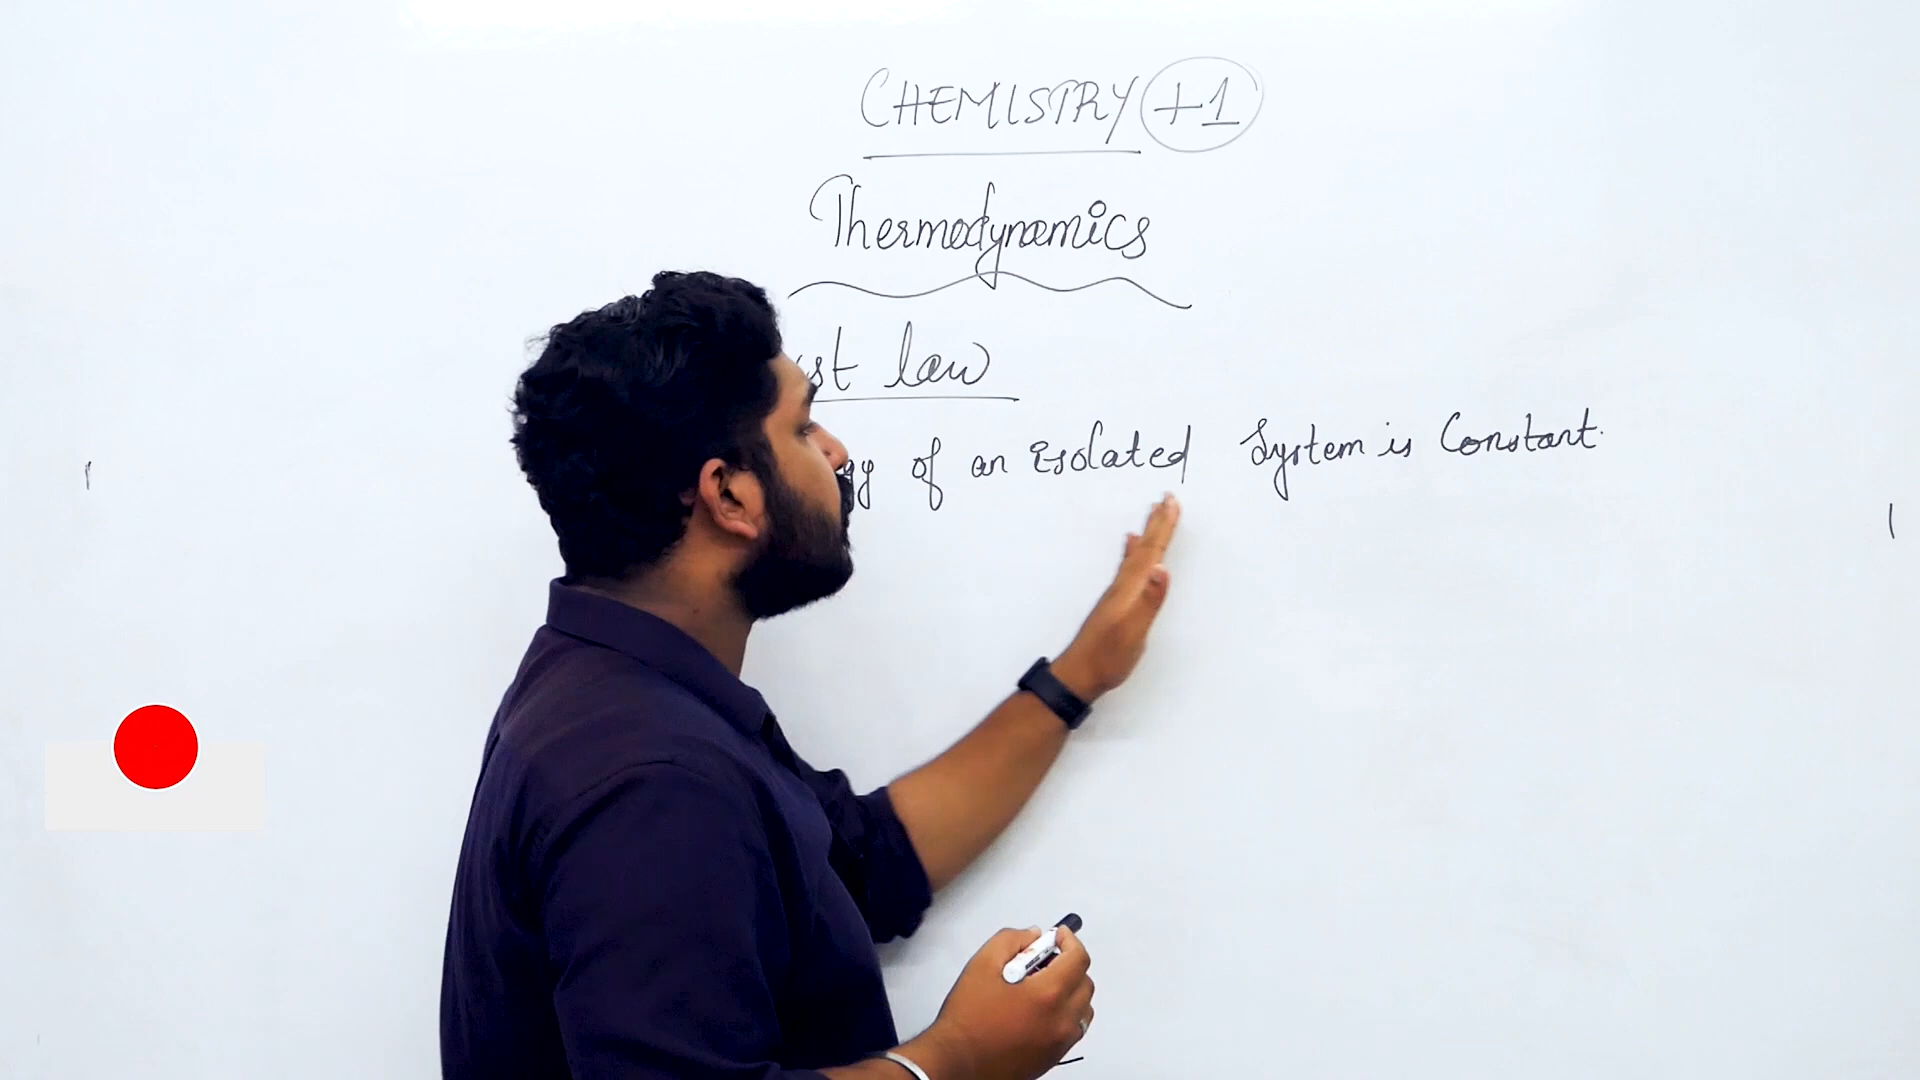 CHEMISTRY +1
Thermodynamics
st law
gy of an isolated System is Constant.